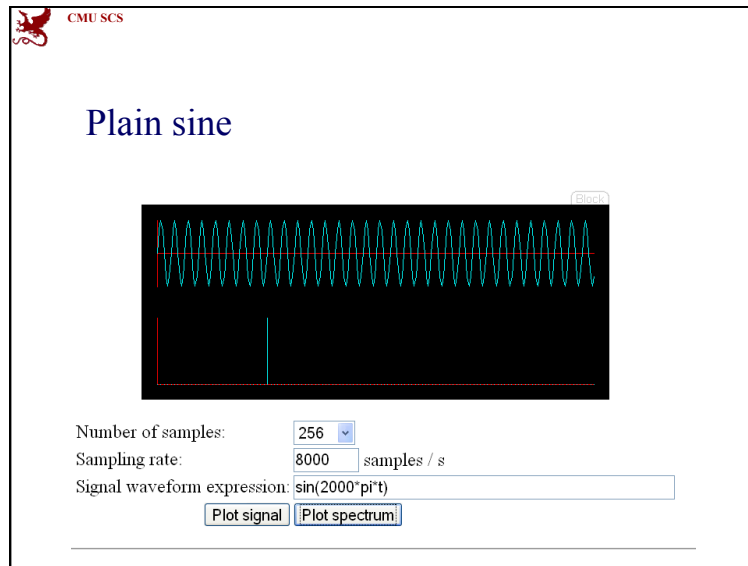 CMU SCS
Plain sine
Block
Number of samples: 256
Sampling rate: 8000 samples / s
Signal waveform expression: sin(2000*pi*t)
Plot signal Plot spectrum